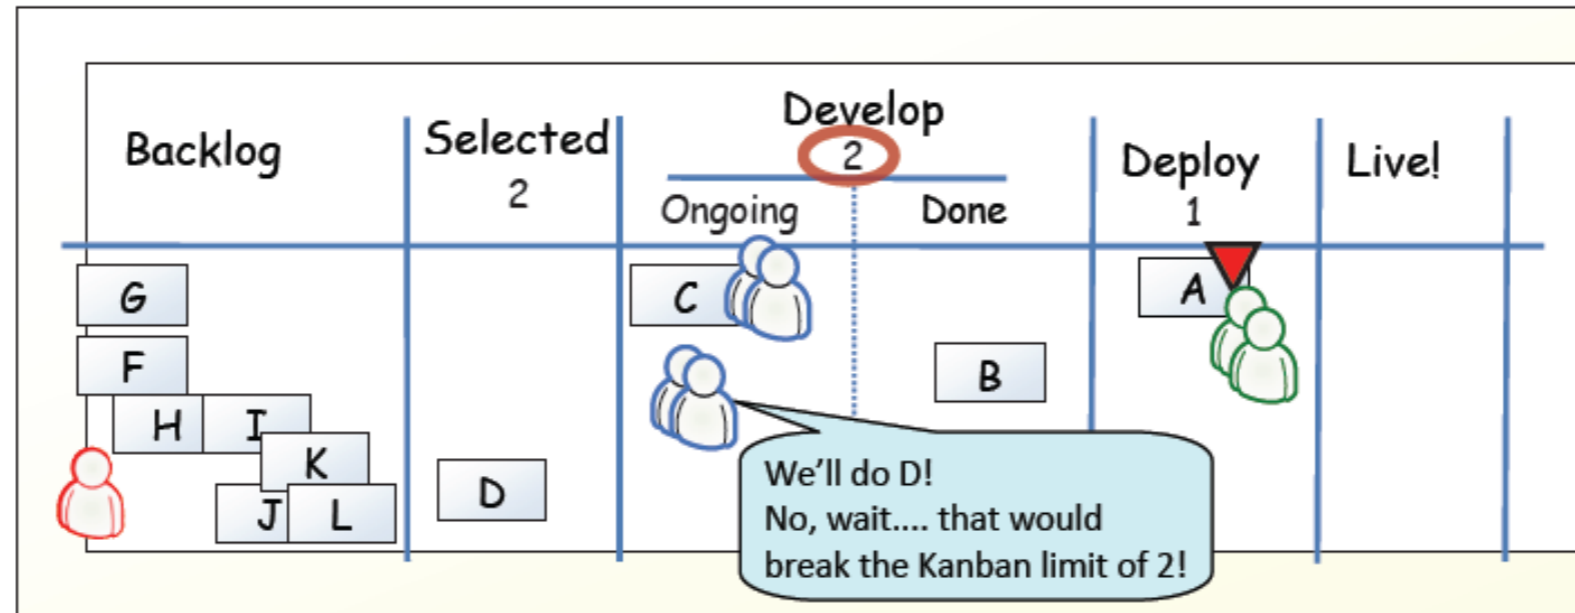 Backlog
Selected
2
Develop
2
Ongoing
Done
Deploy
1
Live!
G
F
H
I
K
J
L
D
C
B
A
We'll do D!
No, wait.... that would
break the Kanban limit of 2!